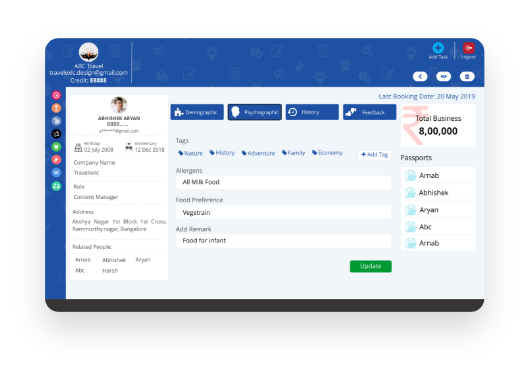 ABC Travel
travelexic.design@gmail.com
Credit: 88888
Add Task
Logout
Last Booking Date: 20 May 2019
ABHISHEK ARYAN
8888......
a******@gmail.com
Birthday
02 July 2008
Anniversary
12 Dec 2018
Company Name
Travelexic
Role
Content Manager
Address
Akshya Nagar 1st Block 1st Cross,
Rammurthy nagar, Bangalore
Related People:
Arnab Abhishek Aryan
Abc Harsh
Demographic
Psychographic
History
Feedback
Tags
Nature
History
Adventure
Family
Economy
+ Add Tag
Allergens
All Milk Food
Food Preference
Vegetrain
Add Remark
Food for infant
Update
Total Business
8,00,000
Passports
Arnab
Abhishek
Aryan
Abc
Arnab